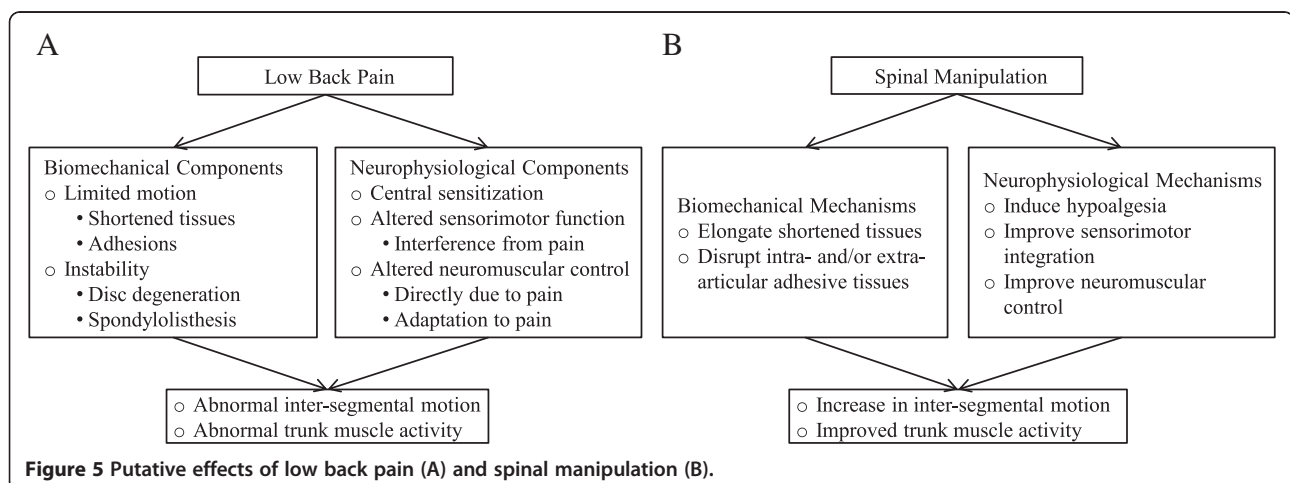 A
Low Back Pain
Biomechanical Components
○ Limited motion
• Shortened tissues
• Adhesions
○ Instability
• Disc degeneration
• Spondylolisthesis
Neurophysiological Components
○ Central sensitization
○ Altered sensorimotor function
• Interference from pain
○ Altered neuromuscular control
• Directly due to pain
• Adaptation to pain
○ Abnormal inter-segmental motion
○ Abnormal trunk muscle activity
B
Spinal Manipulation
Biomechanical Mechanisms
○ Elongate shortened tissues
○ Disrupt intra- and/or extra-
articular adhesive tissues
Neurophysiological Mechanisms
○ Induce hypoalgesia
○ Improve sensorimotor
integration
○ Improve neuromuscular
control
○ Increase in inter-segmental motion
○ Improved trunk muscle activity
Figure 5 Putative effects of low back pain (A) and spinal manipulation (B).